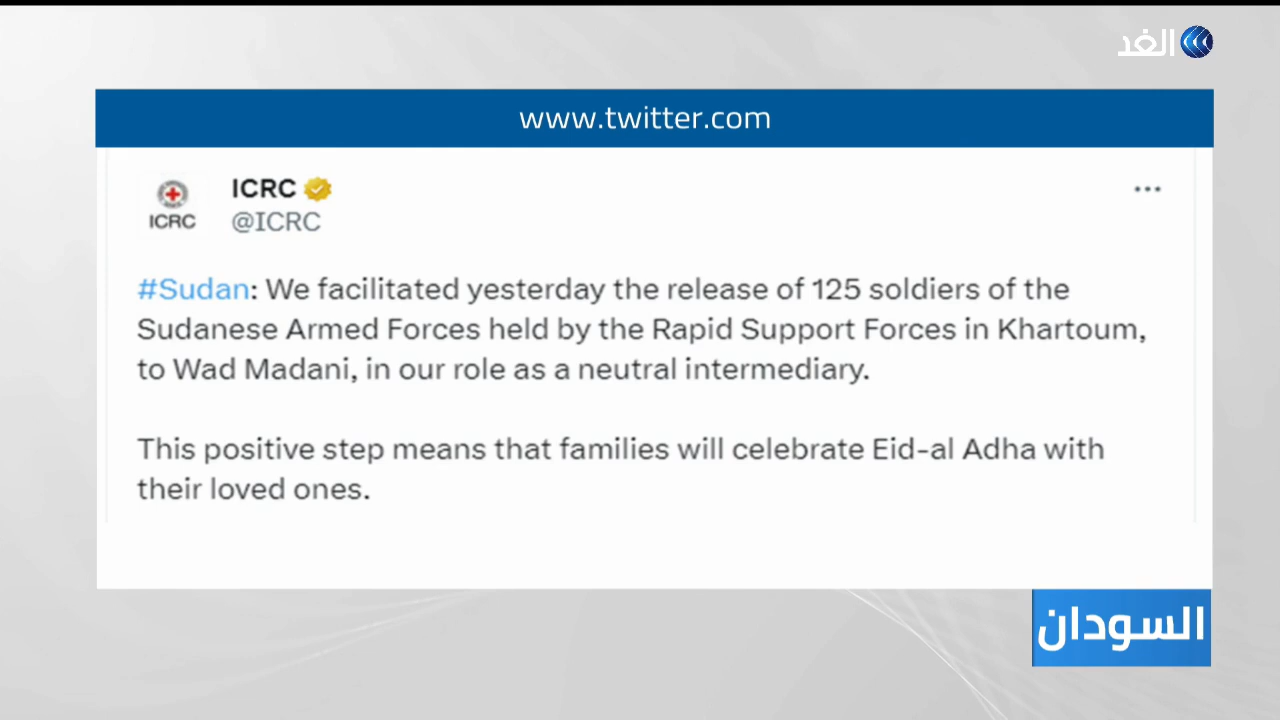 الغد
www.twitter.com
ICRC
@ICRC
ICRC
#Sudan: We facilitated yesterday the release of 125 soldiers of the
Sudanese Armed Forces held by the Rapid Support Forces in Khartoum,
to Wad Madani, in our role as a neutral intermediary.
This positive step means that families will celebrate Eid-al Adha with
their loved ones.
السودان